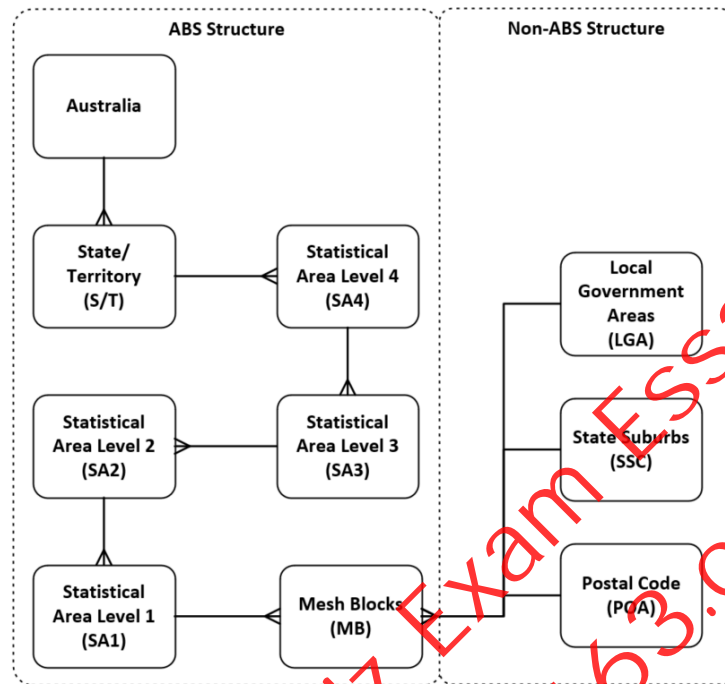 ABS Structure
Non-ABS Structure
Australia
State/
Territory
(S/T)
Statistical
Area Level 4
(SA4)
Local
Government
Areas
(LGA)
Statistical
Area Level 2
(SA2)
Statistical
Area Level 3
(SA3)
State Suburbs
(SSC)
Statistical
Area Level 1
(SA1)
Mesh Blocks
(MB)
Postal Code
(POA)
Exam
163.